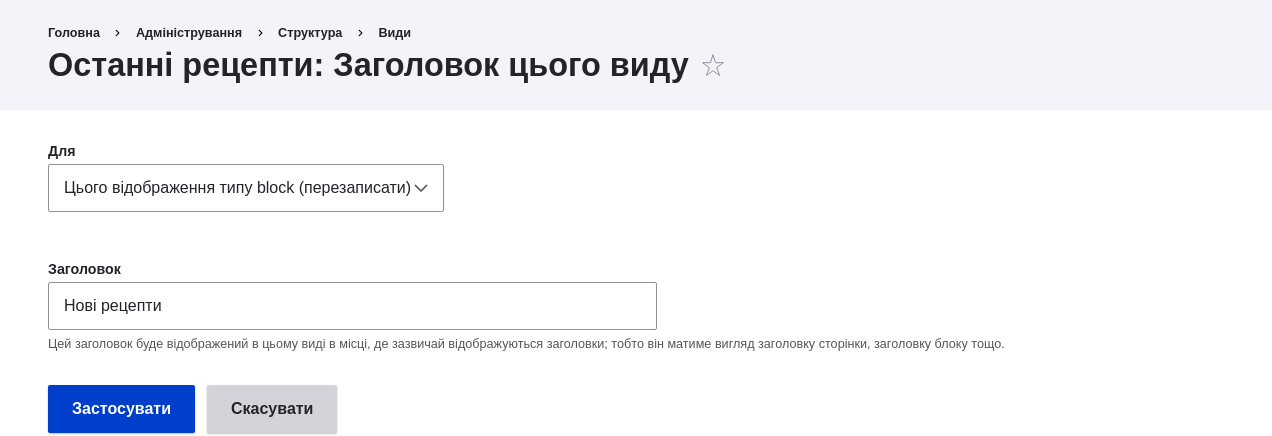 Головна > Адміністрування > Структура > Види
Останні рецепти: Заголовок цього виду ☆
Для
Цього відображення типу block (перезаписати)
Заголовок
Нові рецепти
Цей заголовок буде відображений в цьому виді в місці, де зазвичай відображуються заголовки; тобто він матиме вигляд заголовку сторінки, заголовку блоку тощо.
Застосувати Скасувати